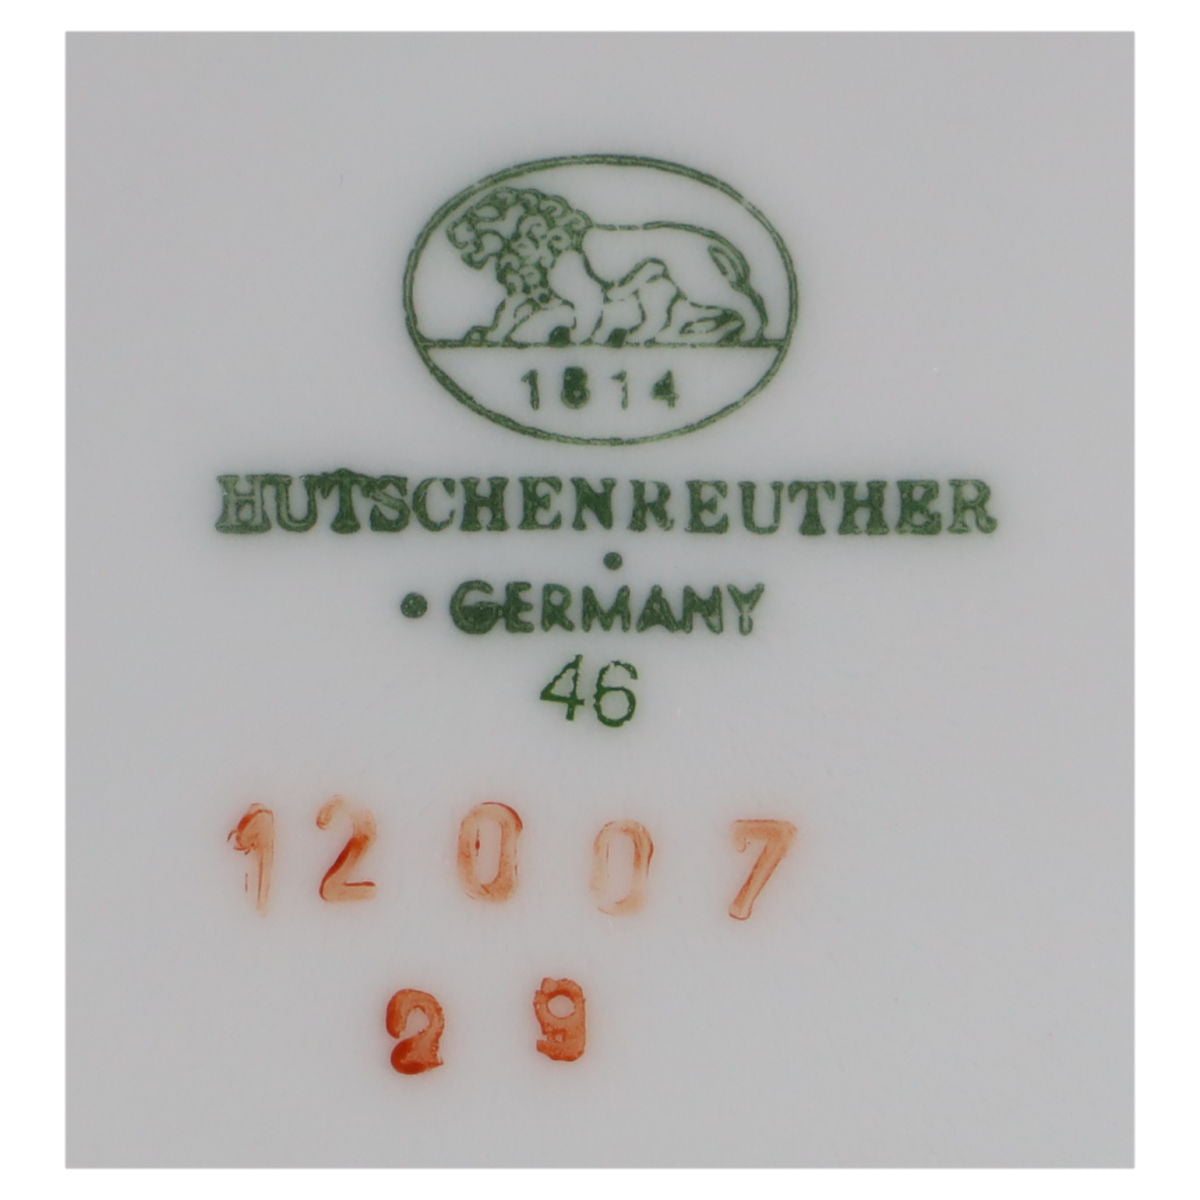 1814
HUTSCHENREUTHER
GERMANY
46
12007
29